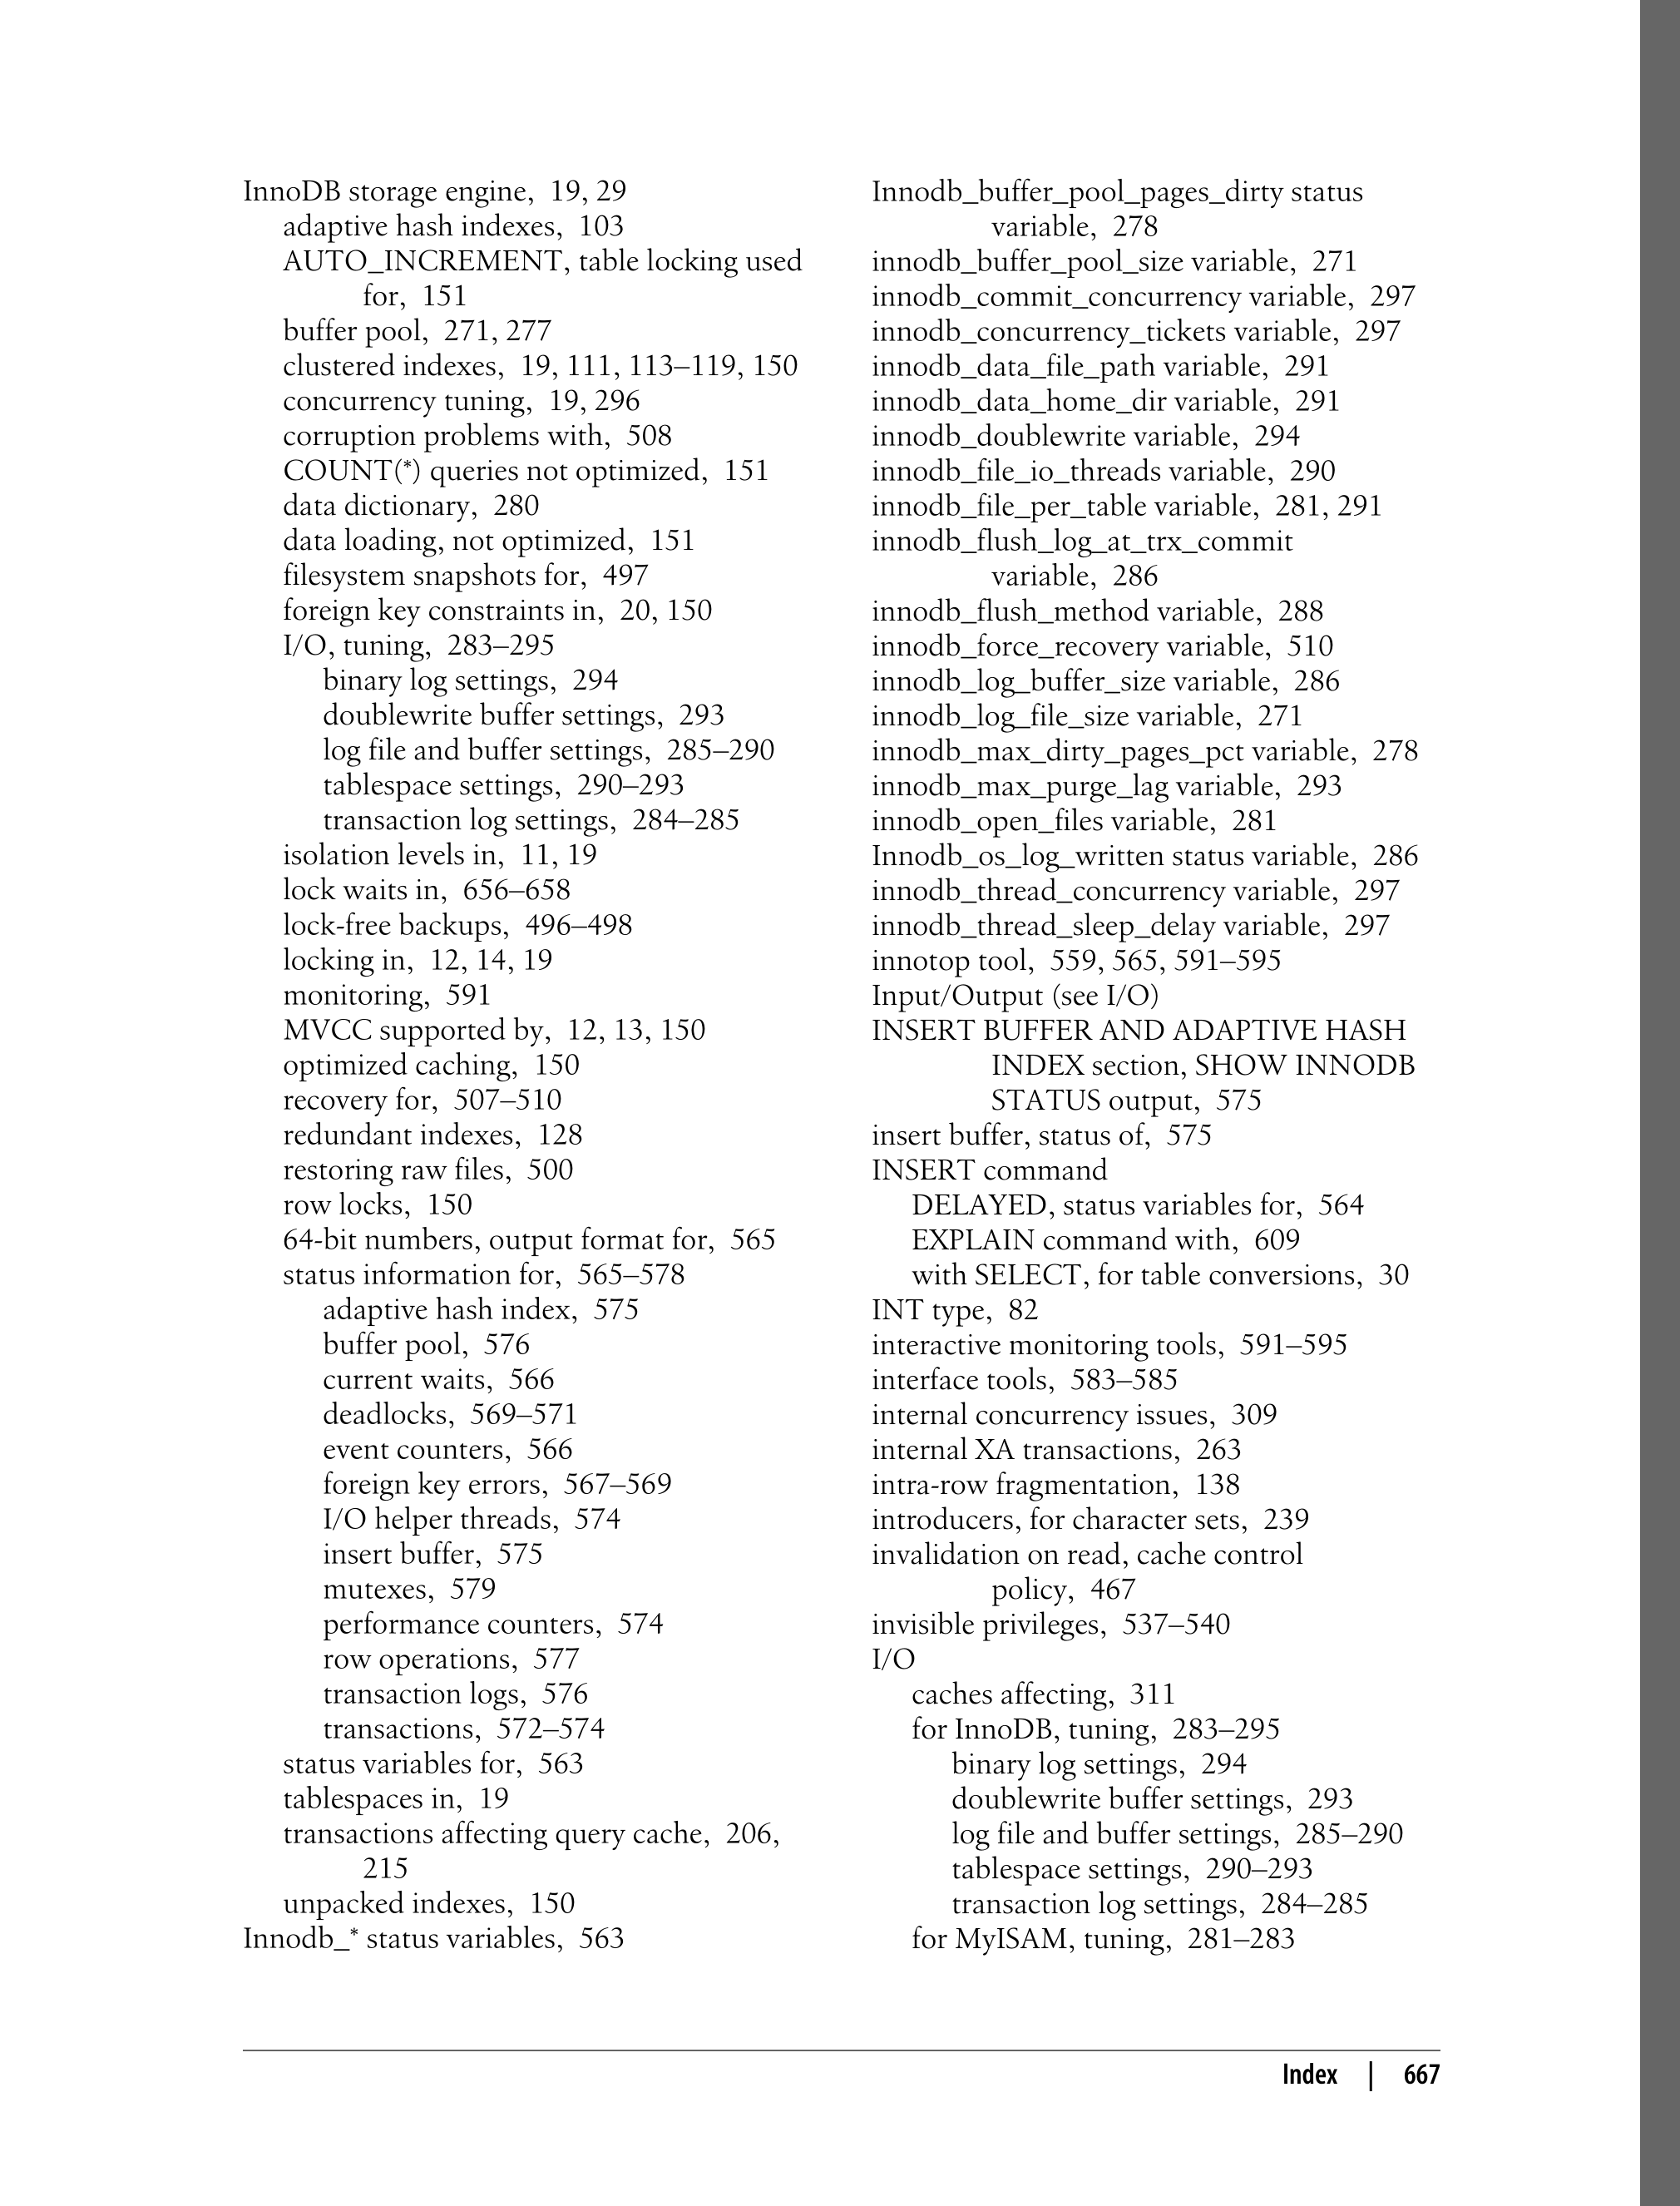 InnoDB storage engine, 19, 29
adaptive hash indexes, 103
AUTO_INCREMENT, table locking used
for, 151
buffer pool, 271, 277
clustered indexes, 19, 111, 113–119, 150
concurrency tuning, 19, 296
corruption problems with, 508
COUNT(*) queries not optimized, 151
data dictionary, 280
data loading, not optimized, 151
filesystem snapshots for, 497
foreign key constraints in, 20, 150
I/O, tuning, 283–295
binary log settings, 294
doublewrite buffer settings, 293
log file and buffer settings, 285–290
tablespace settings, 290–293
transaction log settings, 284–285
isolation levels in, 11, 19
lock waits in, 656–658
lock-free backups, 496–498
locking in, 12, 14, 19
monitoring, 591
MVCC supported by, 12, 13, 150
optimized caching, 150
recovery for, 507–510
redundant indexes, 128
restoring raw files, 500
row locks, 150
64-bit numbers, output format for, 565
status information for, 565–578
adaptive hash index, 575
buffer pool, 576
current waits, 566
deadlocks, 569–571
event counters, 566
foreign key errors, 567–569
I/O helper threads, 574
insert buffer, 575
mutexes, 579
performance counters, 574
row operations, 577
transaction logs, 576
transactions, 572–574
status variables for, 563
tablespaces in, 19
transactions affecting query cache, 206,
215
unpacked indexes, 150
Innodb_* status variables, 563
Innodb_buffer_pool_pages_dirty status
variable, 278
innodb_buffer_pool_size variable, 271
innodb_commit_concurrency variable, 297
innodb_concurrency_tickets variable, 297
innodb_data_file_path variable, 291
innodb_data_home_dir variable, 291
innodb_doublewrite variable, 294
innodb_file_io_threads variable, 290
innodb_file_per_table variable, 281, 291
innodb_flush_log_at_trx_commit
variable, 286
innodb_flush_method variable, 288
innodb_force_recovery variable, 510
innodb_log_buffer_size variable, 286
innodb_log_file_size variable, 271
innodb_max_dirty_pages_pct variable, 278
innodb_max_purge_lag variable, 293
innodb_open_files variable, 281
Innodb_os_log_written status variable, 286
innodb_thread_concurrency variable, 297
innodb_thread_sleep_delay variable, 297
innotop tool, 559, 565, 591–595
Input/Output (see I/O)
INSERT BUFFER AND ADAPTIVE HASH
INDEX section, SHOW INNODB
STATUS output, 575
insert buffer, status of, 575
INSERT command
DELAYED, status variables for, 564
EXPLAIN command with, 609
with SELECT, for table conversions, 30
INT type, 82
interactive monitoring tools, 591–595
interface tools, 583–585
internal concurrency issues, 309
internal XA transactions, 263
intra-row fragmentation, 138
introducers, for character sets, 239
invalidation on read, cache control
policy, 467
invisible privileges, 537–540
I/O
caches affecting, 311
for InnoDB, tuning, 283–295
binary log settings, 294
doublewrite buffer settings, 293
log file and buffer settings, 285–290
tablespace settings, 290–293
transaction log settings, 284–285
for MyISAM, tuning, 281–283
Index | 667